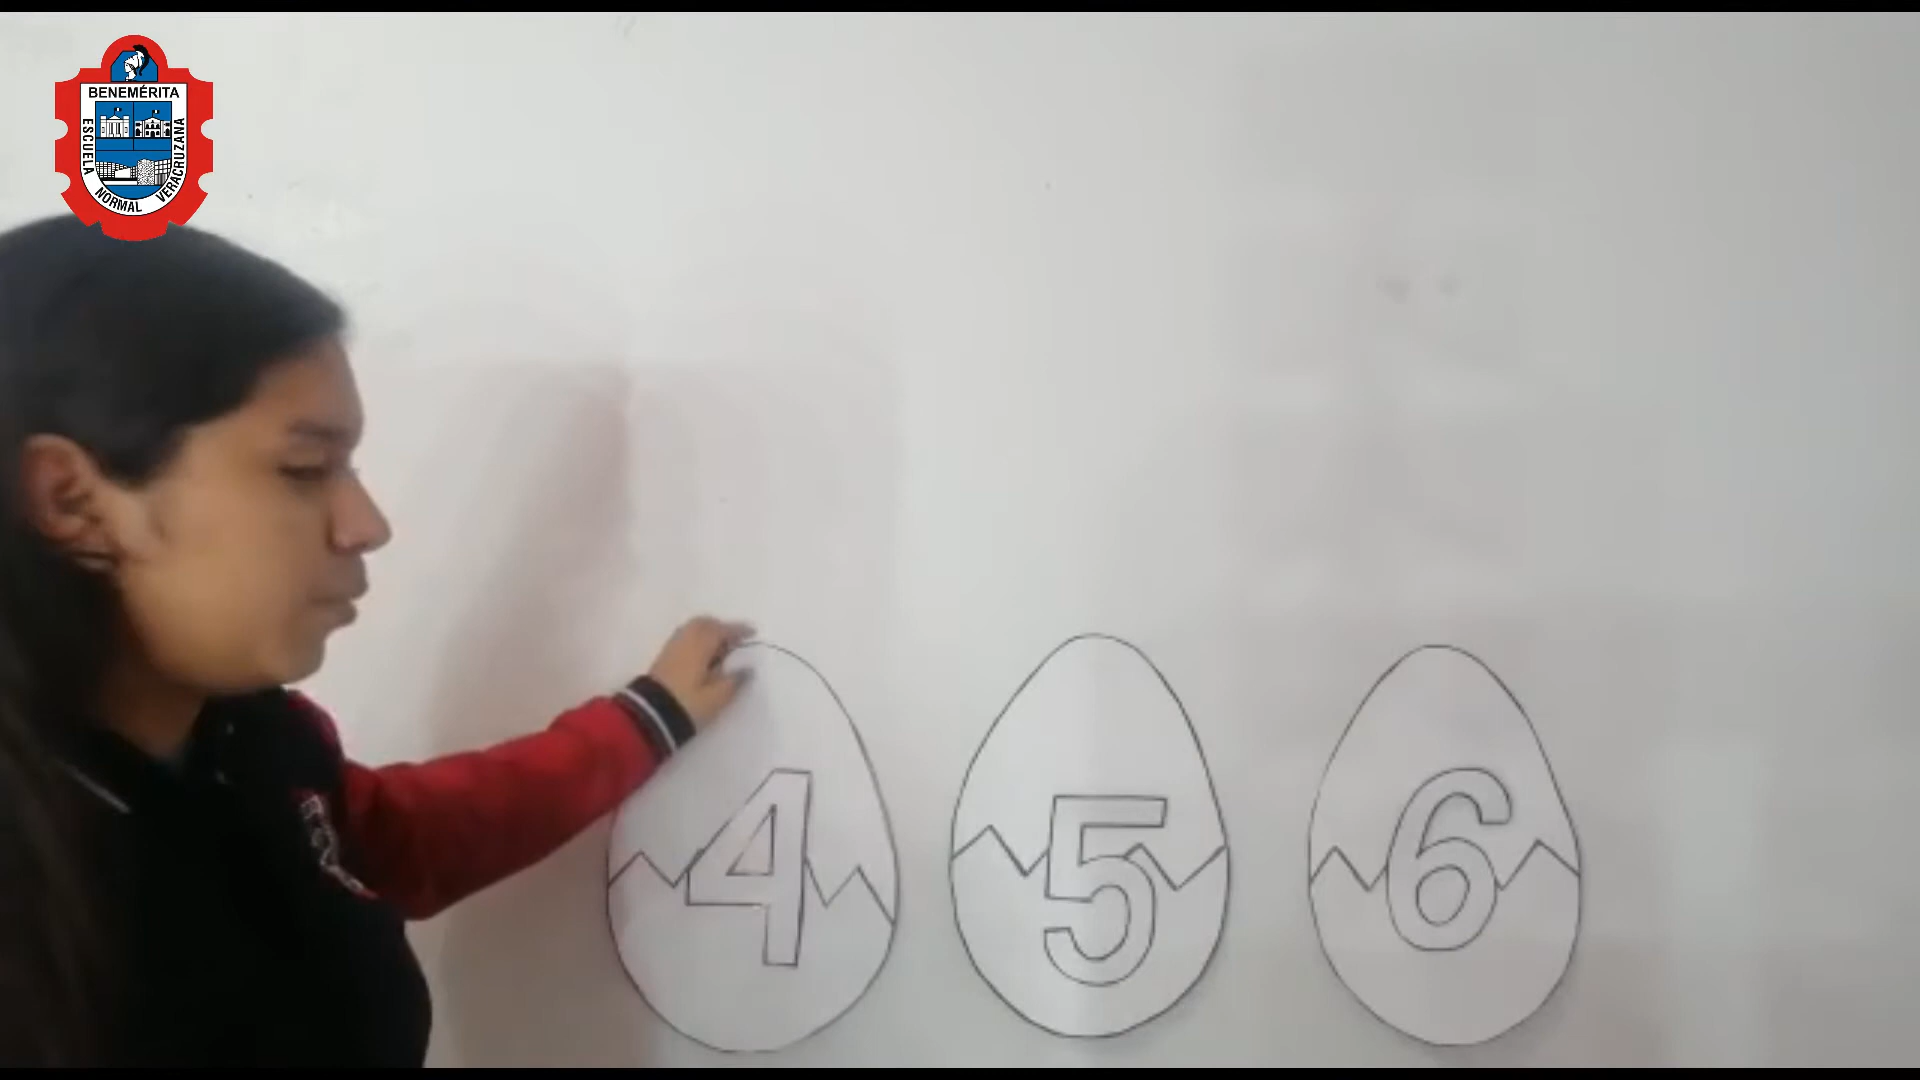 BENEMÉRITA
ESCUELA
NORMAL
VERACRUZANA
4 5 6